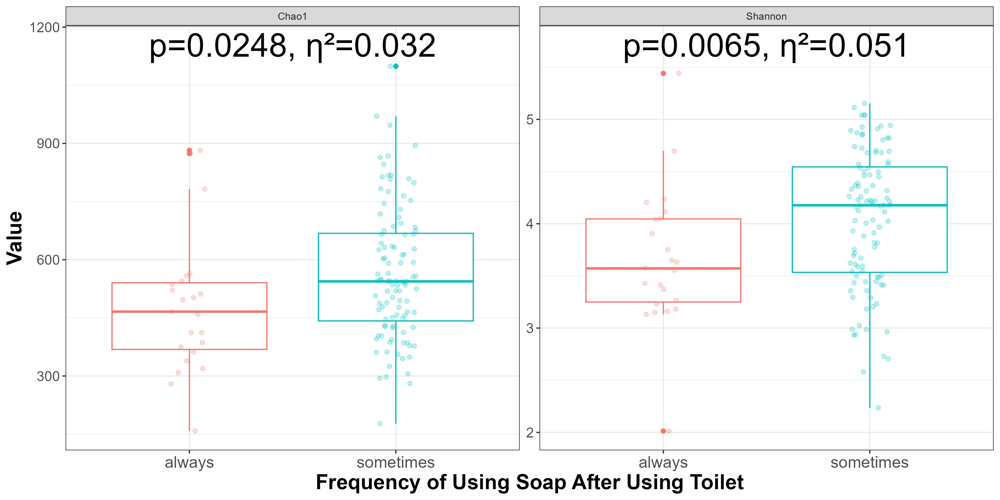 Chao1
Shannon
p=0.0248, η²=0.032
p=0.0065, η²=0.051
Value
1200
900
600
300
5
4
3
2
always
sometimes
always
sometimes
Frequency of Using Soap After Using Toilet